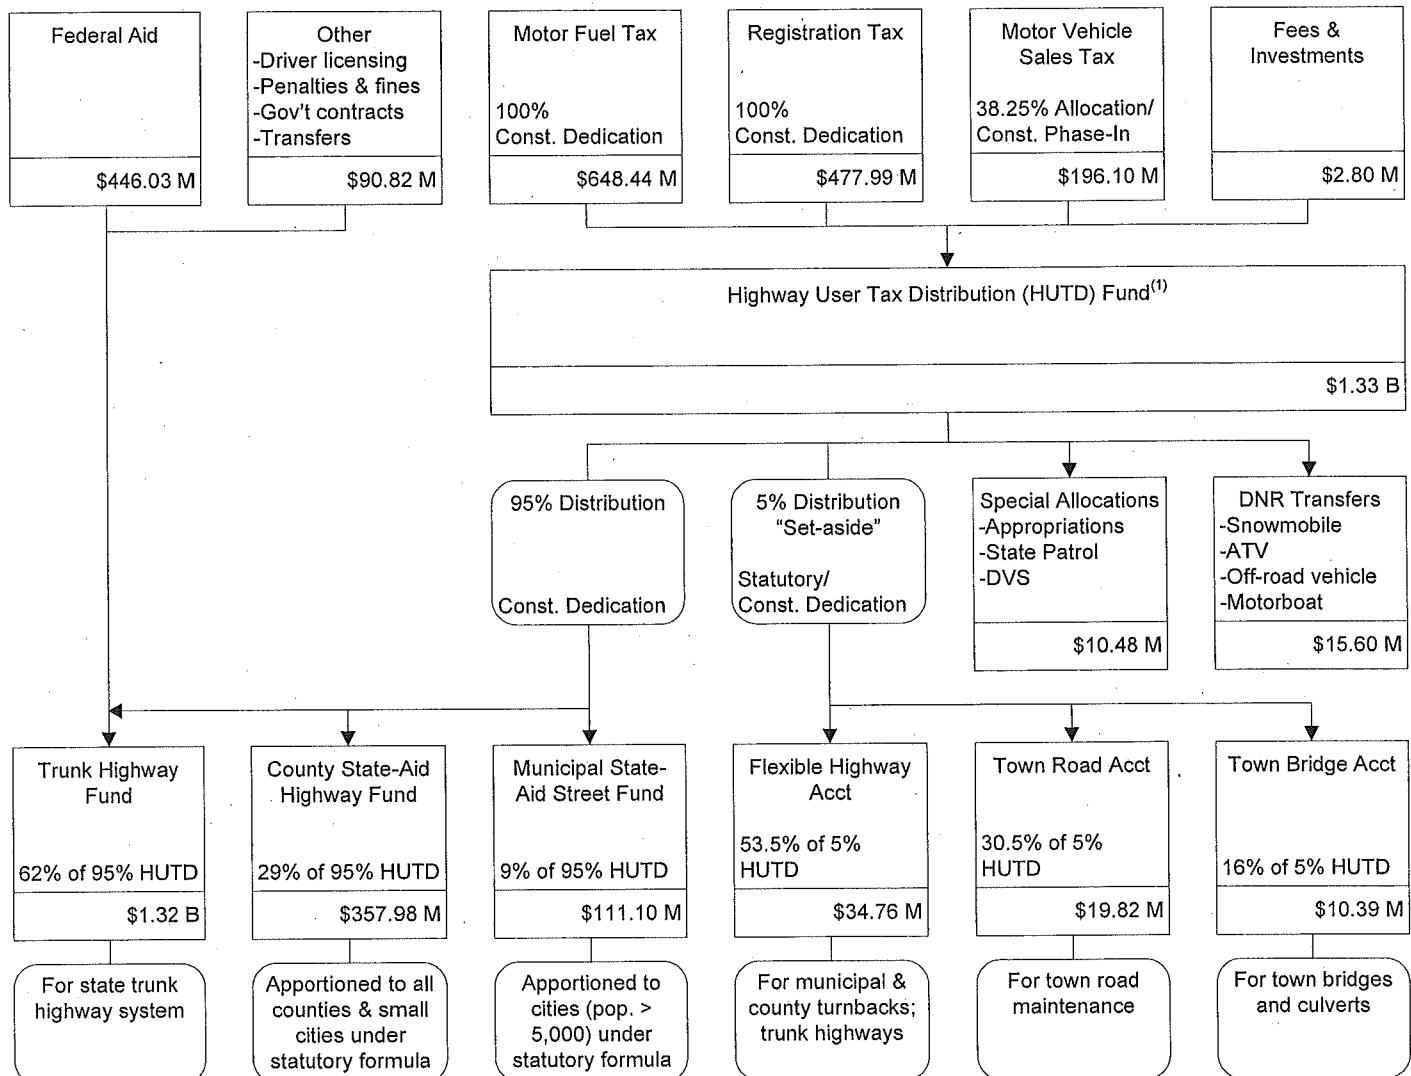 Federal Aid
$446.03 M
Other
-Driver licensing
-Penalties & fines
-Gov't contracts
-Transfers
$90.82 M
Motor Fuel Tax
100%
Const. Dedication
$648.44 M
Registration Tax
100%
Const. Dedication
$477.99 M
Motor Vehicle
Sales Tax
38.25% Allocation/
Const. Phase-In
$196.10 M
Fees &
Investments
$2.80 M
Highway User Tax Distribution (HUTD) Fund(1)
$1.33 B
95% Distribution
Const. Dedication
5% Distribution
"Set-aside"
Statutory/
Const. Dedication
Special Allocations
-Appropriations
-State Patrol
-DVS
$10.48 M
DNR Transfers
-Snowmobile
-ATV
-Off-road vehicle
-Motorboat
$15.60 M
Trunk Highway
Fund
62% of 95% HUTD
$1.32 B
County State-Aid
Highway Fund
29% of 95% HUTD
$357.98 M
Municipal State-
Aid Street Fund
9% of 95% HUTD
$111.10 M
Flexible Highway
Acct
53.5% of 5%
HUTD
$34.76 M
Town Road Acct
30.5% of 5%
HUTD
$19.82 M
Town Bridge Acct
16% of 5% HUTD
$10.39 M
For state trunk
highway system
Apportioned to all
counties & small
cities under
statutory formula
Apportioned to
cities (pop. >
5,000) under
statutory formula
For municipal &
county turnbacks;
trunk highways
For town road
maintenance
For town bridges
and culverts